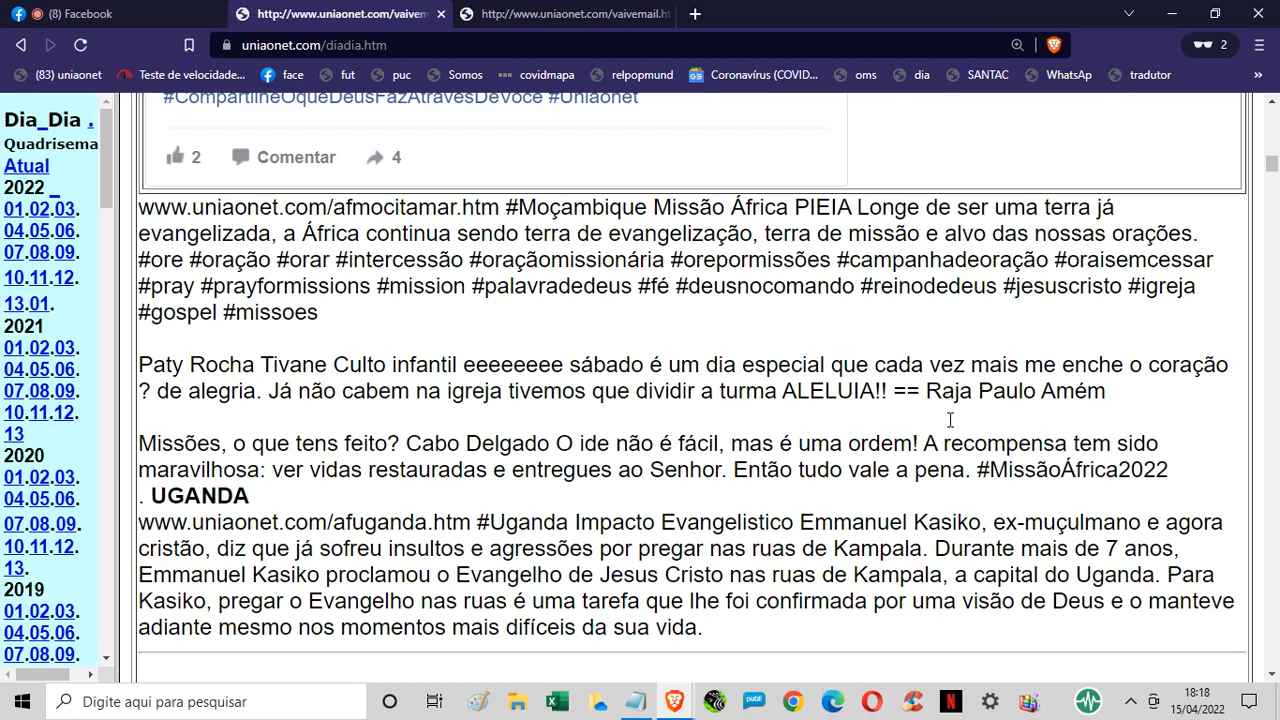 (8) Facebook
http://www.uniaonet.com/vaivem
http://www.uniaonet.com/vaivemail.h
uniaonet.com/diadia.htm
2
(83) uniaonet
Teste de velocidade...
face
fut
puc
Somos
covidmapa
relpopmund
Coronavírus (COVID...
oms
dia
SANTAC
WhatsApp
tradutor
»
Dia_Dia .
Quadrisema
Atual
2022 _
01.02.03.
04.05.06.
07.08.09.
10.11.12.
13.01.
2021
01.02.03.
04.05.06.
07.08.09.
10.11.12
13
2020
01.02.03.
04.05.06.
07.08.09.
10.11.12.
13.
2019
01.02.03.
04.05.06.
07.08.09.
#CompartilheOqueDeusFazAtravésDeVocê #Uniaonet
2 Comentar 4
www.uniaonet.com/afmocitamar.htm #Moçambique Missão África PIEIA Longe de ser uma terra já
evangelizada, a África continua sendo terra de evangelização, terra de missão e alvo das nossas orações.
#ore #oração #orar #intercessão #oraçãomissionária #orepormissões #campanhadeoração #oraisemcessar
#pray #prayformissions #mission #palavradedeus #fé #deusnocomando #reinodedeus #jesuscristo #igreja
#gospel #missoes
Paty Rocha Tivane Culto infantil eeeeeeee sábado é um dia especial que cada vez mais me enche o coração
? de alegria. Já não cabem na igreja tivemos que dividir a turma ALELUIA!! == Raja Paulo Amém
Missões, o que tens feito? Cabo Delgado O ide não é fácil, mas é uma ordem! A recompensa tem sido
maravilhosa: ver vidas restauradas e entregues ao Senhor. Então tudo vale a pena. #MissãoÁfrica2022
. UGANDA
www.uniaonet.com/afuganda.htm #Uganda Impacto Evangelistico Emmanuel Kasiko, ex-muçulmano e agora
cristão, diz que já sofreu insultos e agressões por pregar nas ruas de Kampala. Durante mais de 7 anos,
Emmanuel Kasiko proclamou o Evangelho de Jesus Cristo nas ruas de Kampala, a capital do Uganda. Para
Kasiko, pregar o Evangelho nas ruas é uma tarefa que lhe foi confirmada por uma visão de Deus e o manteve
adiante mesmo nos momentos mais difíceis da sua vida.
Digite aqui para pesquisar
publi
18:18
15/04/2022